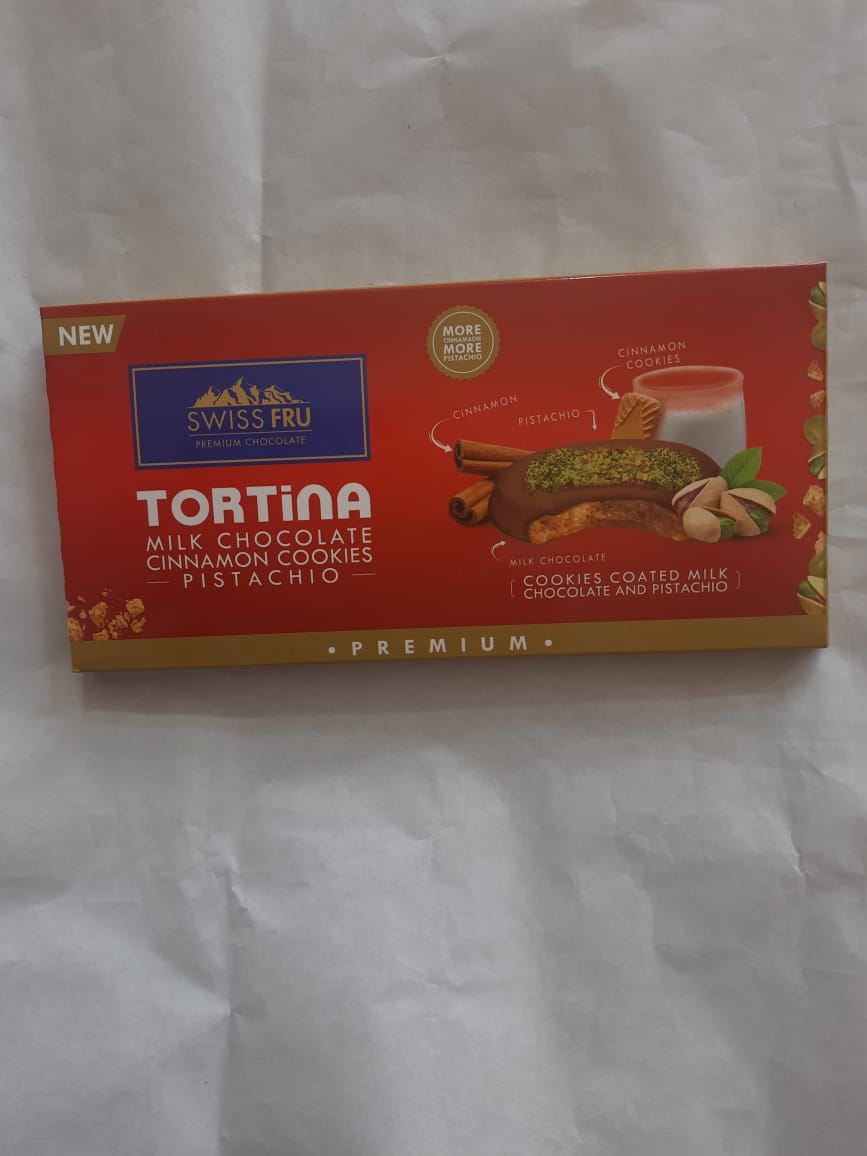 NEW
SWISS FRU
PREMIUM CHOCOLATE
TORTiNA
MILK CHOCOLATE
CINNAMON COOKIES
PISTACHIO
MORE
CINNAMAON
MORE
PISTACHIO
CINNAMON
COOKIES
CINNAMON
PISTACHIO
MILK CHOCOLATE
COOKIES COATED MILK
CHOCOLATE AND PISTACHIO
• PREMIUM •